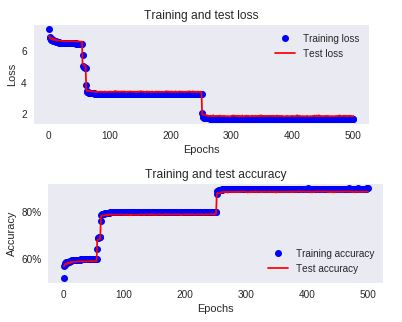 Training and test loss
6
4
2
Loss
Training loss
Test loss
0 100 200 300 400 500
Epochs
Training and test accuracy
80%
60%
Accuracy
Training accuracy
Test accuracy
0 100 200 300 400 500
Epochs